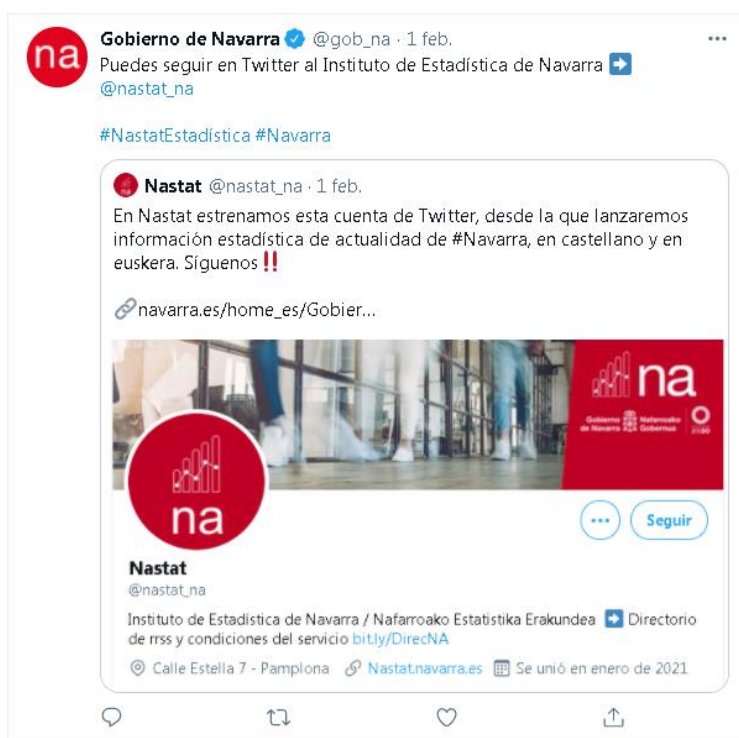 na
Gobierno de Navarra @gob_na · 1 feb.
Puedes seguir en Twitter al Instituto de Estadística de Navarra ➡️
@nastat_na
#NastatEstadística #Navarra
na
Nastat @nastat_na · 1 feb.
En Nastat estrenamos esta cuenta de Twitter, desde la que lanzaremos
información estadística de actualidad de #Navarra, en castellano y en
euskera. Síguenos‼️
🔗navarra.es/home_es/Gobier...
na
Gobierno de Navarra
Nafarroako Gobernua
na
Seguir
Nastat
@nastat_na
Instituto de Estadística de Navarra / Nafarroako Estatistika Erakundea ➡️ Directorio
de rrss y condiciones del servicio bit.ly/DirecNA
Calle Estella 7 - Pamplona Nastat.navarra.es Se unió en enero de 2021